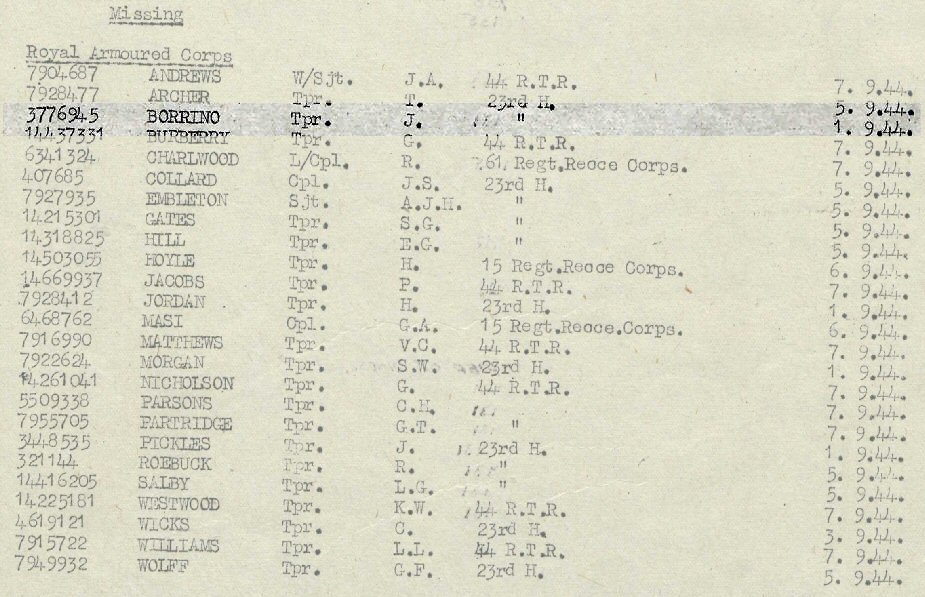 Missing
Royal Armoured Corps
7904687 ANDREWS W/Sjt. J.A. 44 R.T.R. 7. 9.44.
7928477 ARCHER Tpr. T. 23rd H. 5. 9.44.
3776945 BORRINO Tpr. J. " 1. 9.44.
14437331 BURBERRY Tpr. G. 44 R.T.R. 7. 9.44.
6341324 CHARLWOOD L/Cpl. R. 61 Regt.Recce Corps. 7. 9.44.
407685 COLLARD Cpl. J.S. 23rd H. 5. 9.44.
7927935 EMBLETON Sjt. A.J.H. " 5. 9.44.
14215301 GATES Tpr. S.G. " 5. 9.44.
14318825 HILL Tpr. E.G. " 5. 9.44.
14503055 HOYLE Tpr. H. 15 Regt.Recce Corps. 6. 9.44.
14669937 JACOBS Tpr. P. 44 R.T.R. 7. 9.44.
7928412 JORDAN Tpr. H. 23rd H. 1. 9.44.
6468762 MASI Cpl. G.A. 15 Regt.Recce.Corps. 6. 9.44.
7916990 MATTHEWS Tpr. V.C. 44 R.T.R. 7. 9.44.
7922624 MORGAN Tpr. S.W. 23rd H. 1. 9.44.
14261041 NICHOLSON Tpr. G. 44 R.T.R. 7. 9.44.
5509338 PARSONS Tpr. C.H. 7. 9.44.
7955705 PARTRIDGE Tpr. G.T. " 7. 9.44.
3448535 PICKLES Tpr. J. 23rd H. 1. 9.44.
321144 ROEBUCK Tpr. R. " 5. 9.44.
14416205 SALBY Tpr. L.G. " 5. 9.44.
14225181 WESTWOOD Tpr. K.W. 44 R.T.R. 7. 9.44.
4619121 WICKS Tpr. C. 23rd H. 3. 9.44.
7915722 WILLIAMS Tpr. L.L. 44 R.T.R. 7. 9.44.
7949932 WOLFF Tpr. G.F. 23rd H. 5. 9.44.